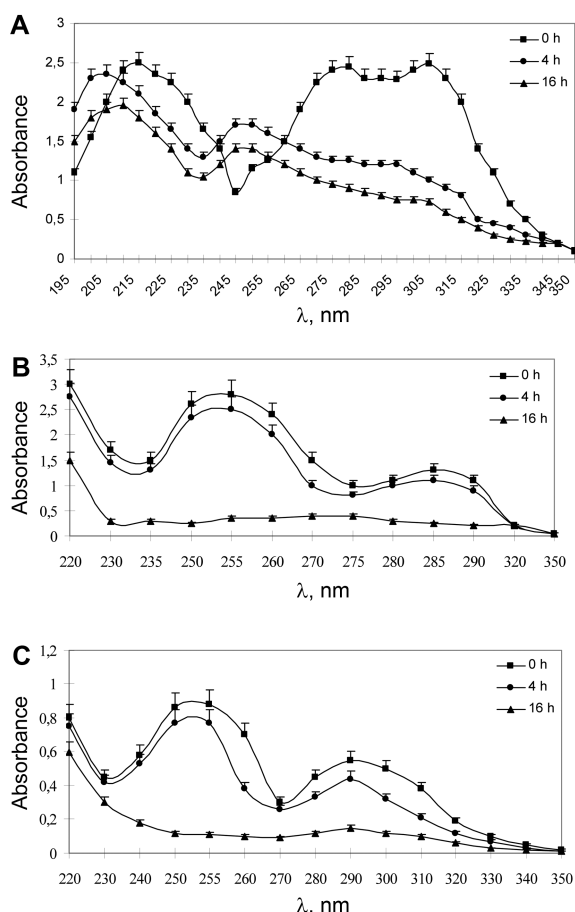 A
Absorbance
3
2,5
2
1,5
1
0,5
0
0 h
4 h
16 h
195 205 215 225 235 245 255 265 275 285 295 305 315 325 335 345 350
λ, nm
B
Absorbance
3,5
3
2,5
2
1,5
1
0,5
0
0 h
4 h
16 h
220 230 235 250 255 260 270 275 280 285 290 320 350
λ, nm
C
Absorbance
1,2
1
0,8
0,6
0,4
0,2
0
0 h
4 h
16 h
220 230 240 250 255 260 270 280 290 300 310 320 330 340 350
λ, nm